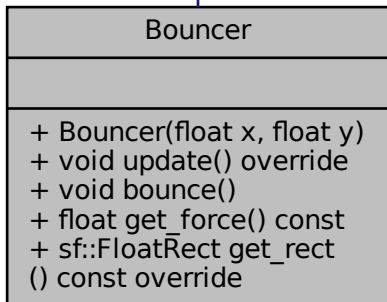 Bouncer
+ Bouncer(float x, float y)
+ void update() override
+ void bounce()
+ float get_force() const
+ sf::FloatRect get_rect
() const override